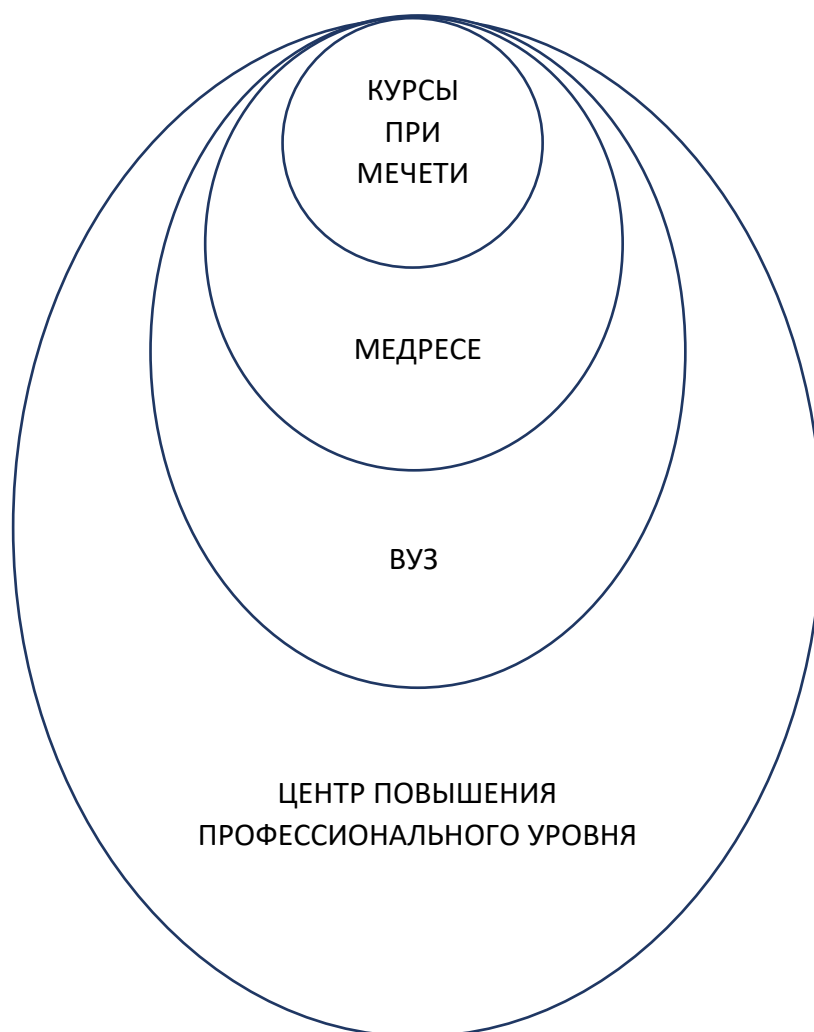 КУРСЫ
ПРИ
МЕЧЕТИ
МЕДРЕСЕ
ВУЗ
ЦЕНТР ПОВЫШЕНИЯ
ПРОФЕССИОНАЛЬНОГО УРОВНЯ